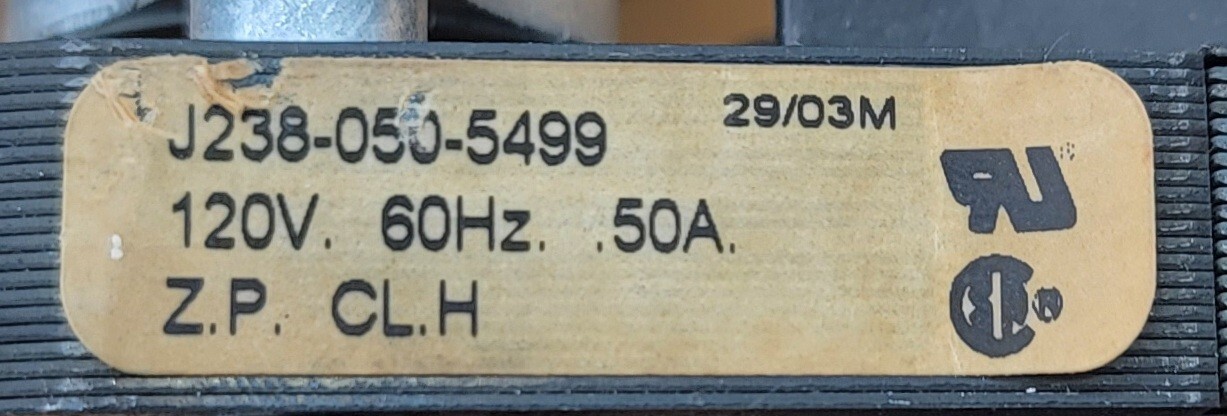 J238-050-5499 29/03M
120V. 60Hz. .50A.
Z.P. CL.H